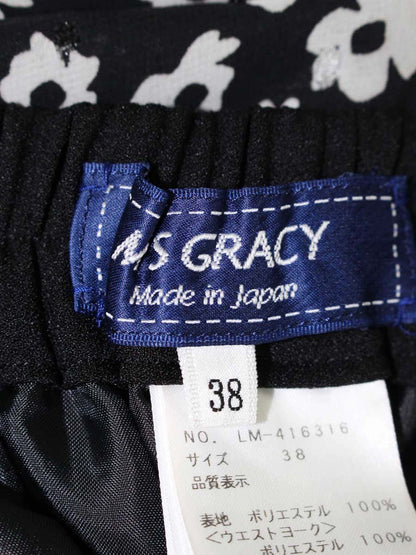 MS GRACY
Made in Japan
38
NO. LM-416316
サイズ 38
品質表示
表地 ポリエステル 100%
<ウエストヨーク>
ポリエステル 100%